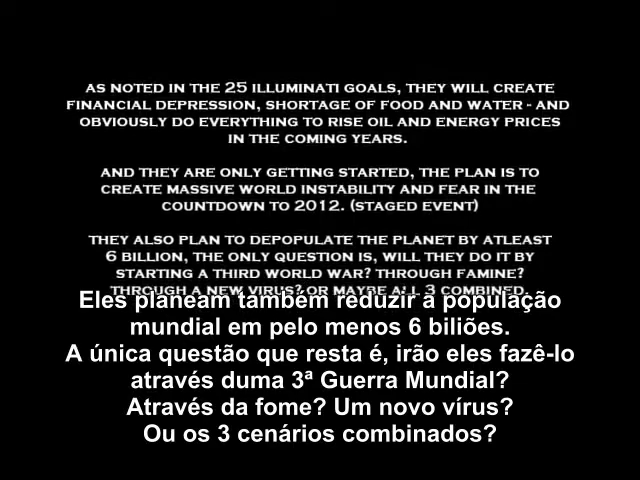 AS NOTED IN THE 25 ILLUMINATI GOALS, THEY WILL CREATE
FINANCIAL DEPRESSION, SHORTAGE OF FOOD AND WATER - AND
OBVIOUSLY DO EVERYTHING TO RISE OIL AND ENERGY PRICES
IN THE COMING YEARS.
AND THEY ARE ONLY GETTING STARTED, THE PLAN IS TO
CREATE MASSIVE WORLD INSTABILITY AND FEAR IN THE
COUNTDOWN TO 2012. (STAGED EVENT)
THEY ALSO PLAN TO DEPOPULATE THE PLANET BY ATLEAST
6 BILLION, THE ONLY QUESTION IS, WILL THEY DO IT BY
STARTING A THIRD WORLD WAR? THROUGH FAMINE?
THROUGH A NEW VIRUS? OR MAYBE ALL 3 COMBINED.
Eles planeam também reduzir a população
mundial em pelo menos 6 biliões.
A única questão que resta é, irão eles fazê-lo
através duma 3ª Guerra Mundial?
Através da fome? Um novo vírus?
Ou os 3 cenários combinados?